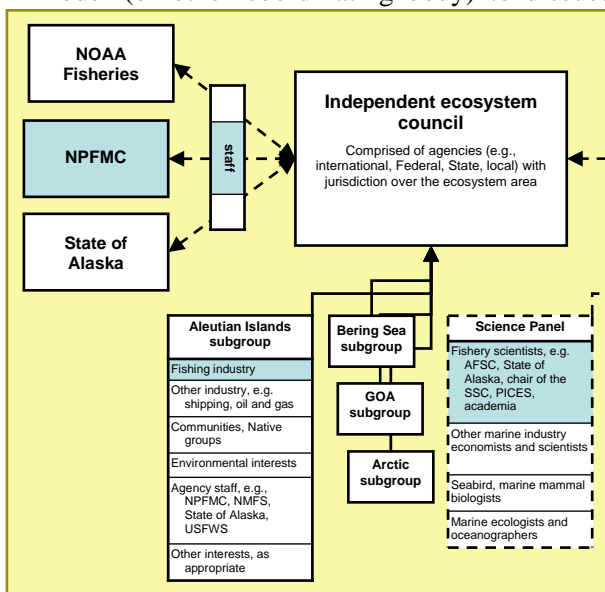 NOAA
Fisheries
NPFMC
State of
Alaska
staff
Independent ecosystem
council
Comprised of agencies (e.g.,
international, Federal, State, local) with
jurisdiction over the ecosystem area
Aleutian Islands
subgroup
Fishing industry
Other industry, e.g.
shipping, oil and gas
Communities, Native
groups
Environmental interests
Agency staff, e.g.,
NPFMC, NMFS,
State of Alaska,
USFWS
Other interests, as
appropriate
Bering Sea
subgroup
GOA
subgroup
Arctic
subgroup
Science Panel
Fishery scientists, e.g.
AFSC, State of
Alaska, chair of the
SSC, PICES,
academia
Other marine industry
economists and scientists
Seabird, marine mammal
biologists
Marine ecologists and
oceanographers